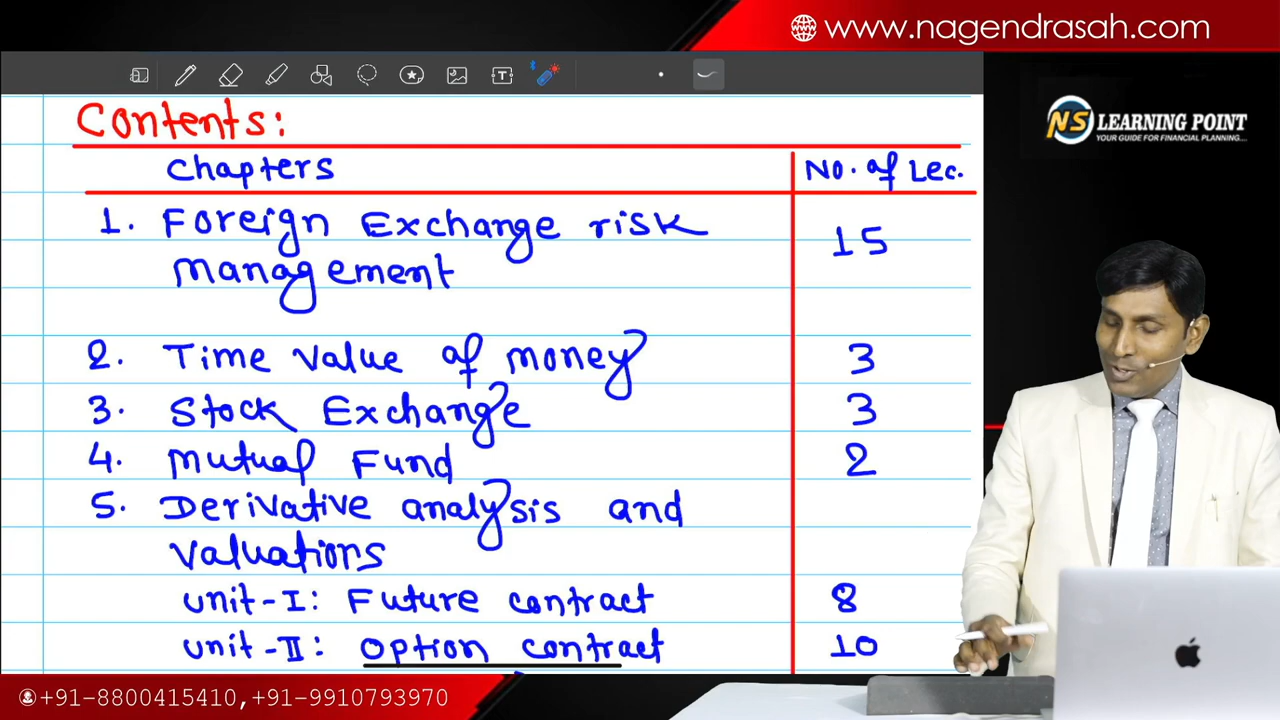 www.nagendrasah.com
NS LEARNING POINT
YOUR GUIDE FOR FINANCIAL PLANNING....
Contents:
Chapters No. of Lec.
1. Foreign Exchange risk management 15
2. Time value of money 3
3. Stock Exchange 3
4. Mutual Fund 2
5. Derivative analysis and valuations
unit-I: Future contract 8
unit-II: Option contract 10
+91-8800415410,+91-9910793970